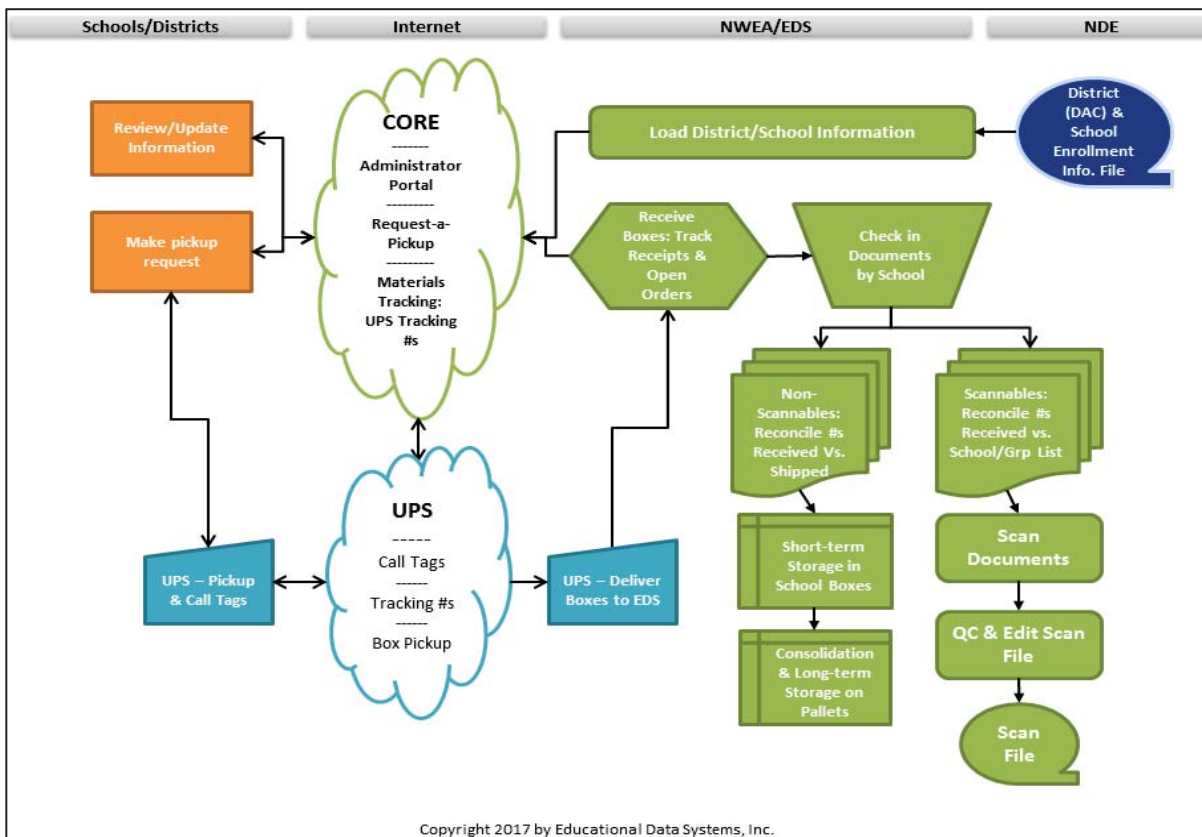 Schools/Districts
Internet
NWEA/EDS
NDE
Review/Update
Information
Make pickup
request
UPS – Pickup
& Call Tags
CORE
-------
Administrator
Portal
---------
Request-a-
Pickup
---------
Materials
Tracking:
UPS Tracking
#s
UPS
-----
Call Tags
------
Tracking #s
------
Box Pickup
UPS – Deliver
Boxes to EDS
Load District/School Information
District
(DAC) &
School
Enrollment
Info. File
Receive
Boxes: Track
Receipts &
Open
Orders
Check in
Documents
by School
Non-
Scannables:
Reconcile #s
Received Vs.
Shipped
Short-term
Storage in
School Boxes
Consolidation
& Long-term
Storage on
Pallets
Scannables:
Reconcile #s
Received vs.
School/Grp List
Scan
Documents
QC & Edit Scan
File
Scan
File
Copyright 2017 by Educational Data Systems, Inc.